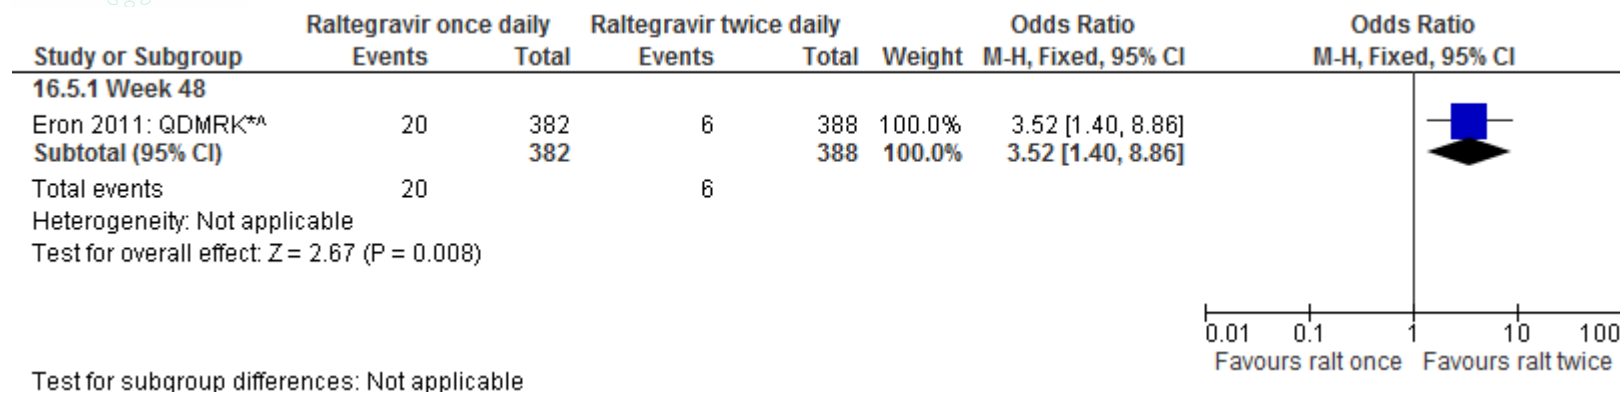 Raltegravir once daily Raltegravir twice daily Odds Ratio Odds Ratio
Study or Subgroup Events Total Events Total Weight M-H, Fixed, 95% CI M-H, Fixed, 95% CI
16.5.1 Week 48
Eron 2011: QDMRK*^ 20 382 6 388 100.0% 3.52 [1.40, 8.86]
Subtotal (95% CI) 382 388 100.0% 3.52 [1.40, 8.86]
Total events 20 6
Heterogeneity: Not applicable
Test for overall effect: Z = 2.67 (P = 0.008)
0.01 0.1 1 10 100
Favours ralt once Favours ralt twice
Test for subgroup differences: Not applicable